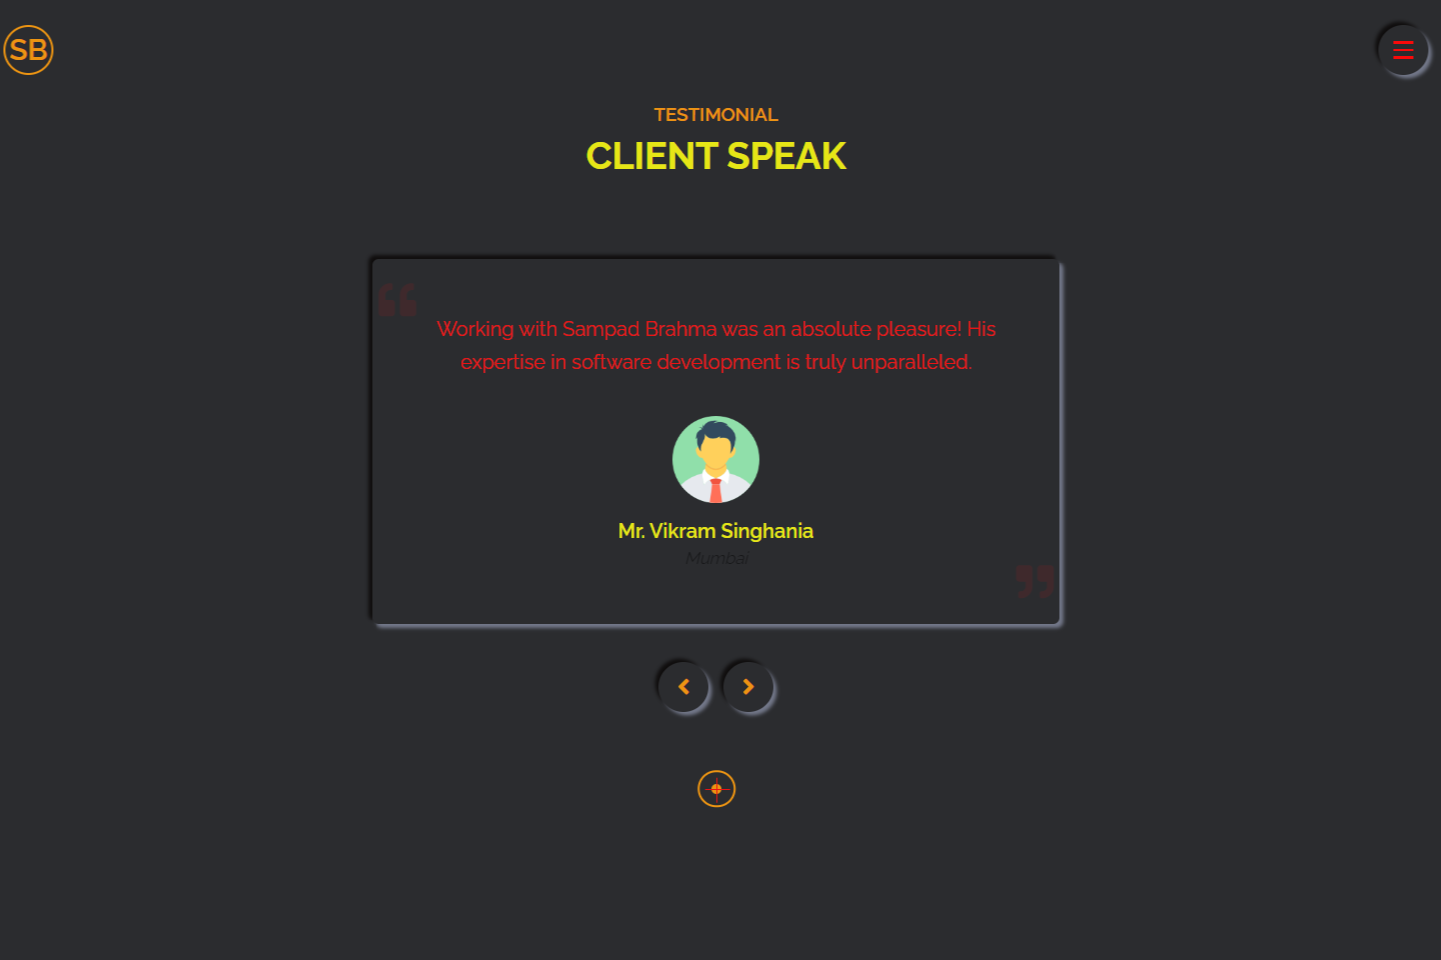 SB
TESTIMONIAL
CLIENT SPEAK
Working with Sampad Brahma was an absolute pleasure! His
expertise in software development is truly unparalleled.
Mr. Vikram Singhania
Mumbai